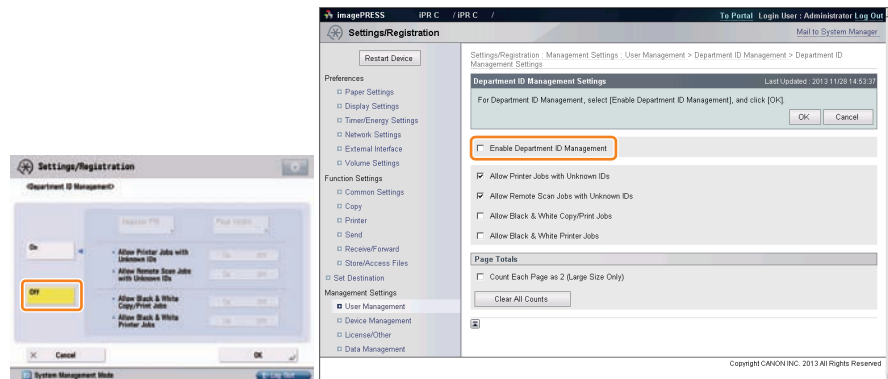 Settings/Registration
<Department ID Management>
Register PIN
Page Totals
On
Off
Allow Printer Jobs with
Unknown IDs
Allow Remote Scan Jobs
with Unknown IDs
Allow Black & White
Copy/Print Jobs
Allow Black & White
Printer Jobs
Cancel
OK
System Management Mode
Log Out
imagePRESS iPR C / iPR C /
To Portal Login User : Administrator Log Out
Settings/Registration
Mail to System Manager
Restart Device
Preferences
Paper Settings
Display Settings
Timer/Energy Settings
Network Settings
External Interface
Volume Settings
Function Settings
Common Settings
Copy
Printer
Send
Receive/Forward
Store/Access Files
Set Destination
Management Settings
User Management
Device Management
License/Other
Data Management
Settings/Registration : Management Settings : User Management > Department ID Management > Department ID
Management Settings
Department ID Management Settings
Last Updated : 2013 11/28 14:53:37
For Department ID Management, select [Enable Department ID Management], and click [OK].
OK
Cancel
Enable Department ID Management
Allow Printer Jobs with Unknown IDs
Allow Remote Scan Jobs with Unknown IDs
Allow Black & White Copy/Print Jobs
Allow Black & White Printer Jobs
Page Totals
Count Each Page as 2 (Large Size Only)
Clear All Counts
Copyright CANON INC. 2013 All Rights Reserved